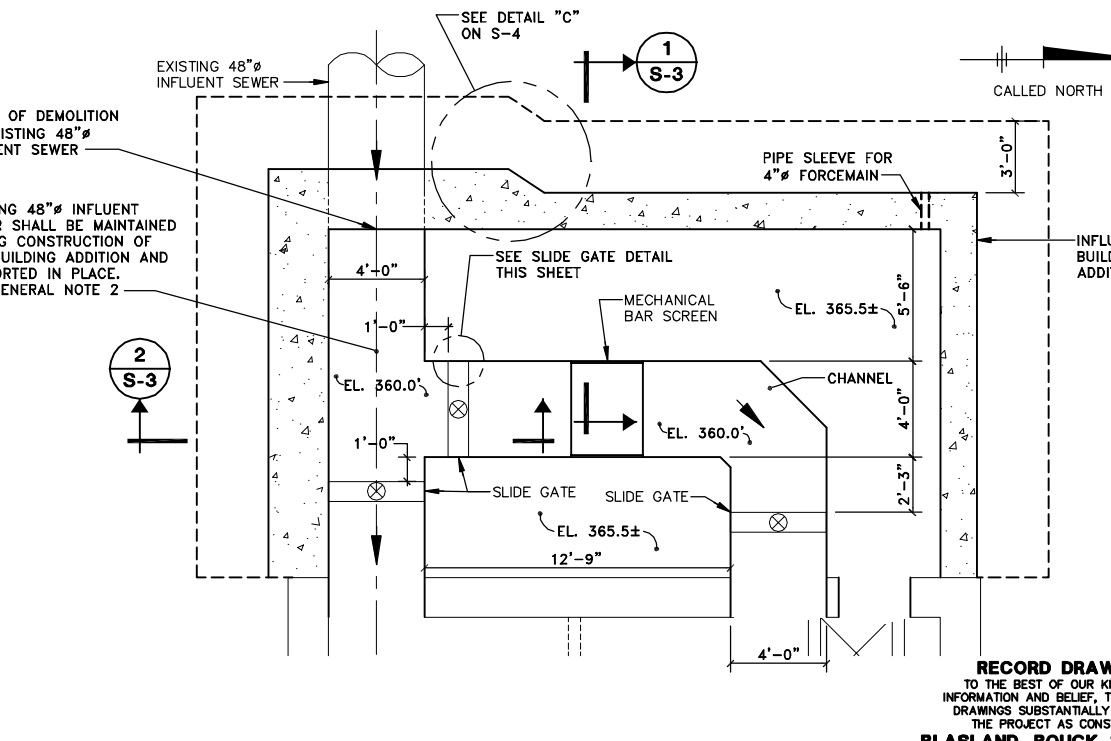 SEE DETAIL "C"
ON S-4
1
S-3
EXISTING 48"ø
INFLUENT SEWER
CALLED NORTH
OF DEMOLITION
ISTING 48"ø
ENT SEWER
PIPE SLEEVE FOR
4"ø FORCEMAIN
3'-0"
NG 48"ø INFLUENT
R SHALL BE MAINTAINED
G CONSTRUCTION OF
BUILDING ADDITION AND
ORTED IN PLACE.
ENERAL NOTE 2
4'-0"
SEE SLIDE GATE DETAIL
THIS SHEET
INFLU
BUILD
ADDIT
MECHANICAL
BAR SCREEN
EL. 365.5±
5'-6"
1'-0"
2
S-3
EL. 360.0'
CHANNEL
4'-0"
EL. 360.0'
1'-0"
SLIDE GATE
SLIDE GATE
2'-3"
EL. 365.5±
12'-9"
4'-0"
RECORD DRAW
TO THE BEST OF OUR K
INFORMATION AND BELIEF, T
DRAWINGS SUBSTANTIALLY
THE PROJECT AS CONS
BLASLAND, BOUCK